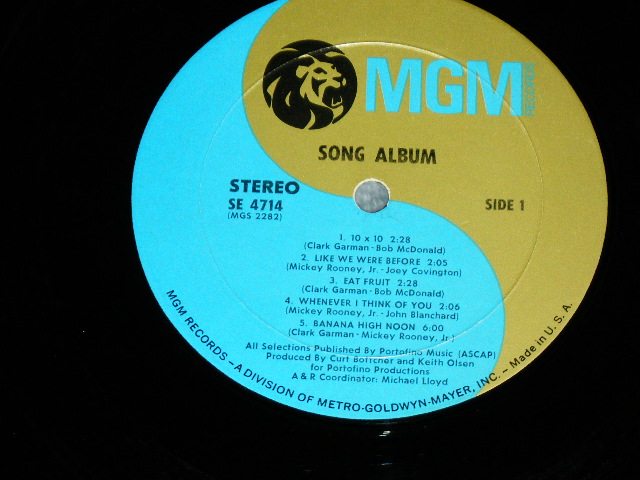 MGM
RECORDS
SONG ALBUM
STEREO
SE 4714
(MGS 2282)
SIDE 1
1. 10 x 10 2:28
(Clark Garman - Bob McDonald)
2. LIKE WE WERE BEFORE 2:05
(Mickey Rooney, Jr. - Joey Covington)
3. EAT FRUIT 2:28
(Clark Garman - Bob McDonald)
4. WHENEVER I THINK OF YOU 2:06
(Mickey Rooney, Jr. - John Blanchard)
5. BANANA HIGH NOON 6:00
(Clark Garman - Mickey Rooney, Jr.)
All Selections Published By Portofino Music (ASCAP)
Produced By Curt Bottcher and Keith Olsen
for Portofino Productions
A & R Coordinator: Michael Lloyd
MGM RECORDS – A DIVISION OF METRO-GOLDWYN-MAYER, INC. – Made in U. S. A.